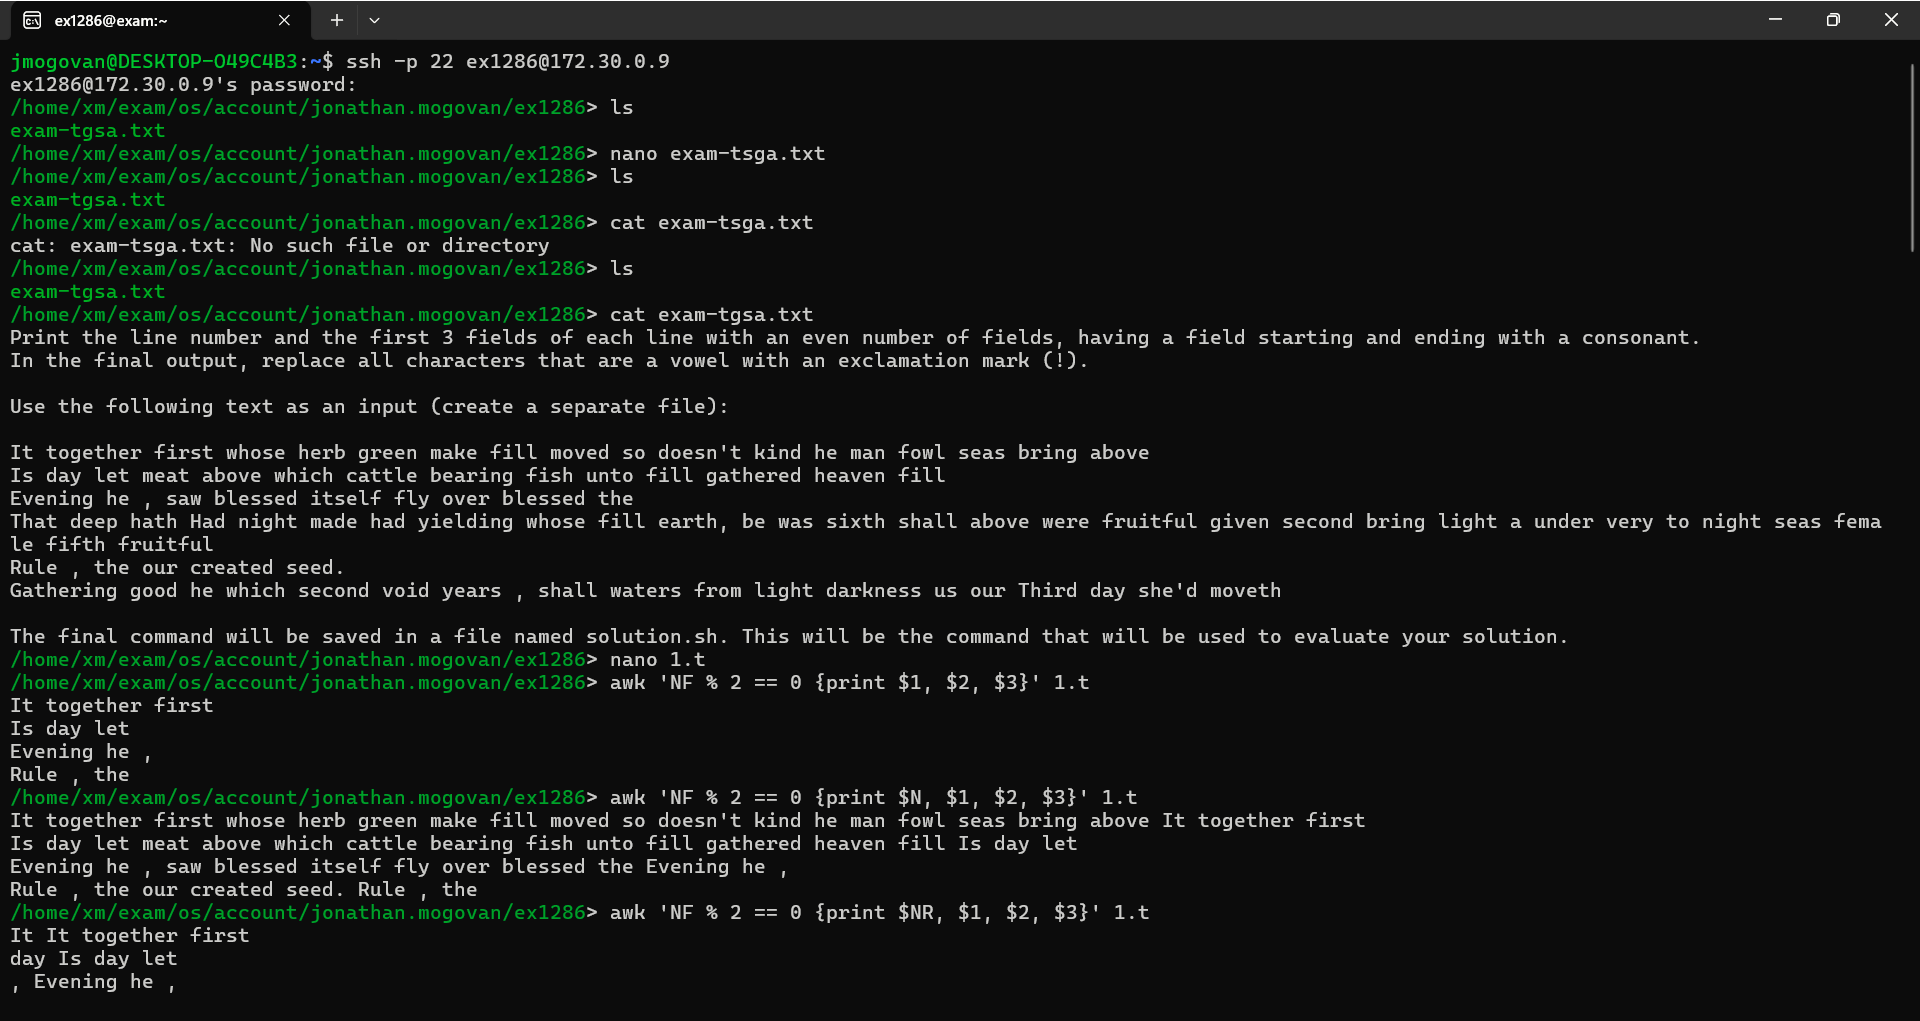 ex1286@exam:~
jmogovan@DESKTOP-O49C4B3:~$ ssh -p 22 ex1286@172.30.0.9
ex1286@172.30.0.9's password:
/home/xm/exam/os/account/jonathan.mogovan/ex1286> ls
exam-tgsa.txt
/home/xm/exam/os/account/jonathan.mogovan/ex1286> nano exam-tsga.txt
/home/xm/exam/os/account/jonathan.mogovan/ex1286> ls
exam-tgsa.txt
/home/xm/exam/os/account/jonathan.mogovan/ex1286> cat exam-tsga.txt
cat: exam-tsga.txt: No such file or directory
/home/xm/exam/os/account/jonathan.mogovan/ex1286> ls
exam-tgsa.txt
/home/xm/exam/os/account/jonathan.mogovan/ex1286> cat exam-tgsa.txt
Print the line number and the first 3 fields of each line with an even number of fields, having a field starting and ending with a consonant.
In the final output, replace all characters that are a vowel with an exclamation mark (!).
Use the following text as an input (create a separate file):
It together first whose herb green make fill moved so doesn't kind he man fowl seas bring above
Is day let meat above which cattle bearing fish unto fill gathered heaven fill
Evening he , saw blessed itself fly over blessed the
That deep hath Had night made had yielding whose fill earth, be was sixth shall above were fruitful given second bring light a under very to night seas fema
le fifth fruitful
Rule , the our created seed.
Gathering good he which second void years , shall waters from light darkness us our Third day she'd moveth
The final command will be saved in a file named solution.sh. This will be the command that will be used to evaluate your solution.
/home/xm/exam/os/account/jonathan.mogovan/ex1286> nano 1.t
/home/xm/exam/os/account/jonathan.mogovan/ex1286> awk 'NF % 2 == 0 {print $1, $2, $3}' 1.t
It together first
Is day let
Evening he ,
Rule , the
/home/xm/exam/os/account/jonathan.mogovan/ex1286> awk 'NF % 2 == 0 {print $N, $1, $2, $3}' 1.t
It together first whose herb green make fill moved so doesn't kind he man fowl seas bring above It together first
Is day let meat above which cattle bearing fish unto fill gathered heaven fill Is day let
Evening he , saw blessed itself fly over blessed the Evening he ,
Rule , the our created seed. Rule , the
/home/xm/exam/os/account/jonathan.mogovan/ex1286> awk 'NF % 2 == 0 {print $NR, $1, $2, $3}' 1.t
It It together first
day Is day let
, Evening he ,